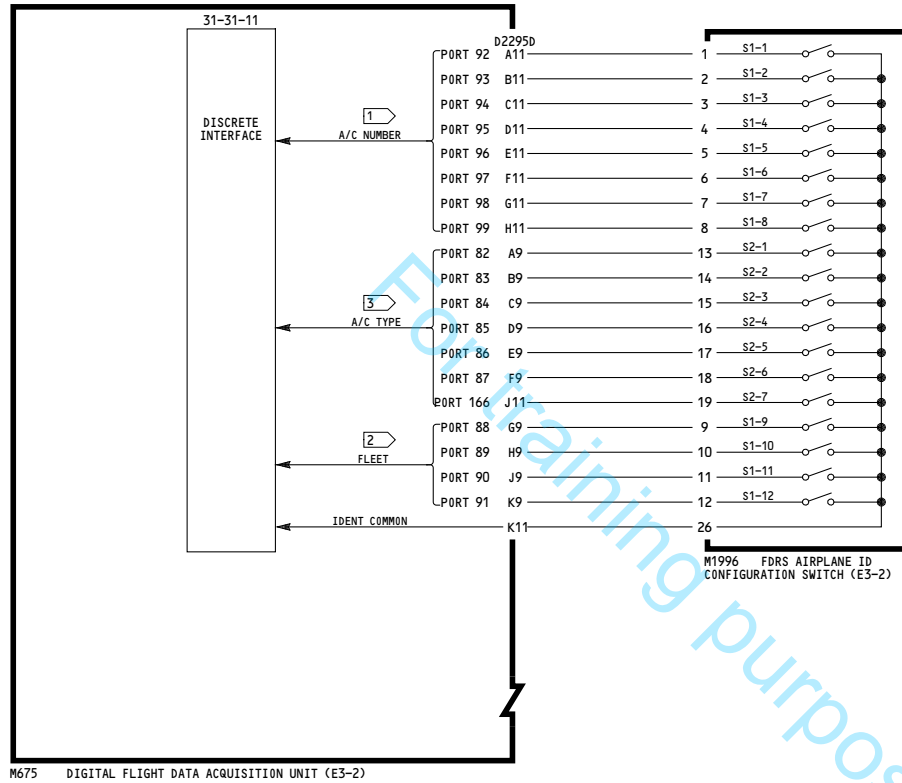 31-31-11
DISCRETE
INTERFACE
D2295D
PORT 92 A11 1 S1-1
PORT 93 B11 2 S1-2
PORT 94 C11 3 S1-3
1
A/C NUMBER
PORT 95 D11 4 S1-4
PORT 96 E11 5 S1-5
PORT 97 F11 6 S1-6
PORT 98 G11 7 S1-7
PORT 99 H11 8 S1-8
PORT 82 A9 13 S2-1
PORT 83 B9 14 S2-2
PORT 84 C9 15 S2-3
3
A/C TYPE
PORT 85 D9 16 S2-4
PORT 86 E9 17 S2-5
PORT 87 F9 18 S2-6
PORT 166 J11 19 S2-7
PORT 88 G9 9 S1-9
2
FLEET
PORT 89 H9 10 S1-10
PORT 90 J9 11 S1-11
PORT 91 K9 12 S1-12
IDENT COMMON K11 26
M1996 FDRS AIRPLANE ID
CONFIGURATION SWITCH (E3-2)
M675 DIGITAL FLIGHT DATA ACQUISITION UNIT (E3-2)
For training purpos